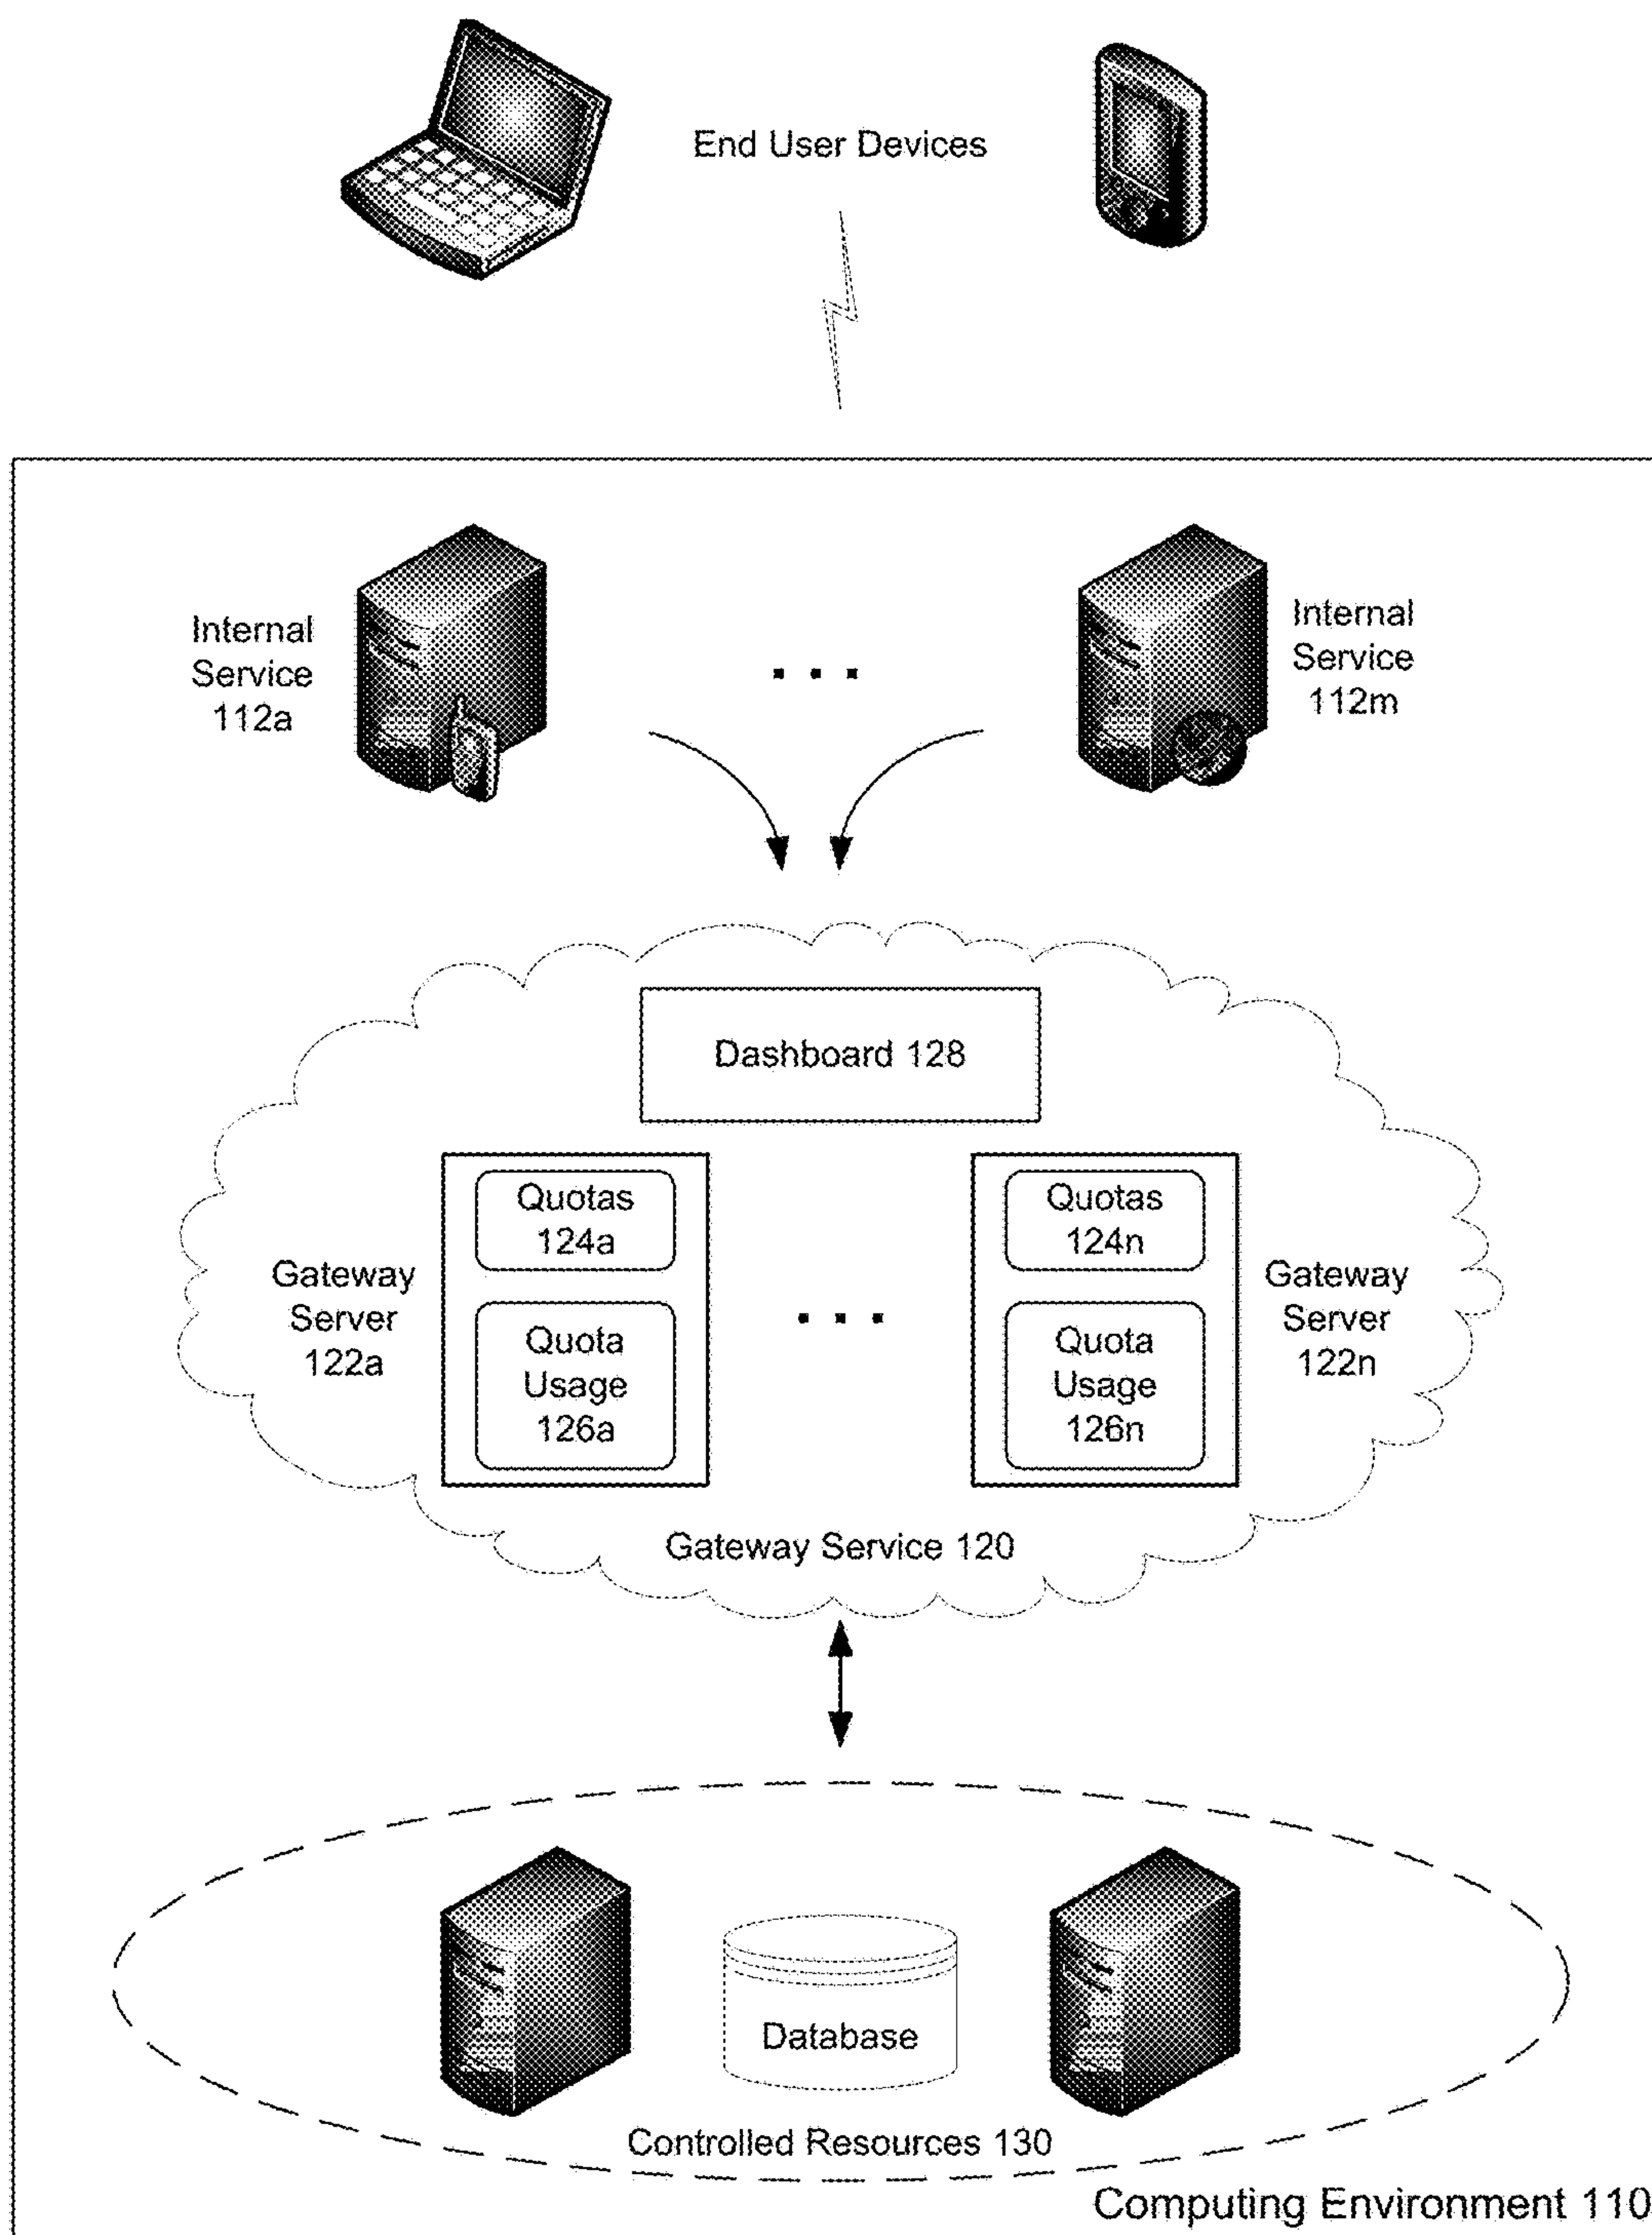 End User Devices
Internal
Service
112a
Internal
Service
112m
Dashboard 128
Gateway
Server
122a
Quotas
124a
Quota
Usage
126a
Quotas
124n
Quota
Usage
126n
Gateway
Server
122n
Gateway Service 120
Database
Controlled Resources 130
Computing Environment 110